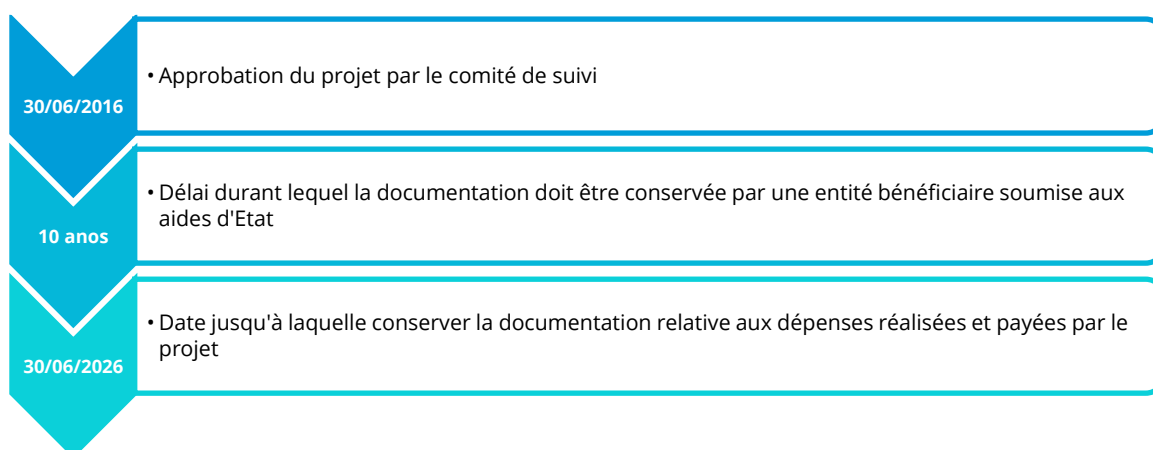 30/06/2016
• Approbation du projet par le comité de suivi
10 anos
• Délai durant lequel la documentation doit être conservée par une entité bénéficiaire soumise aux
aides d'Etat
30/06/2026
• Date jusqu'à laquelle conserver la documentation relative aux dépenses réalisées et payées par le
projet